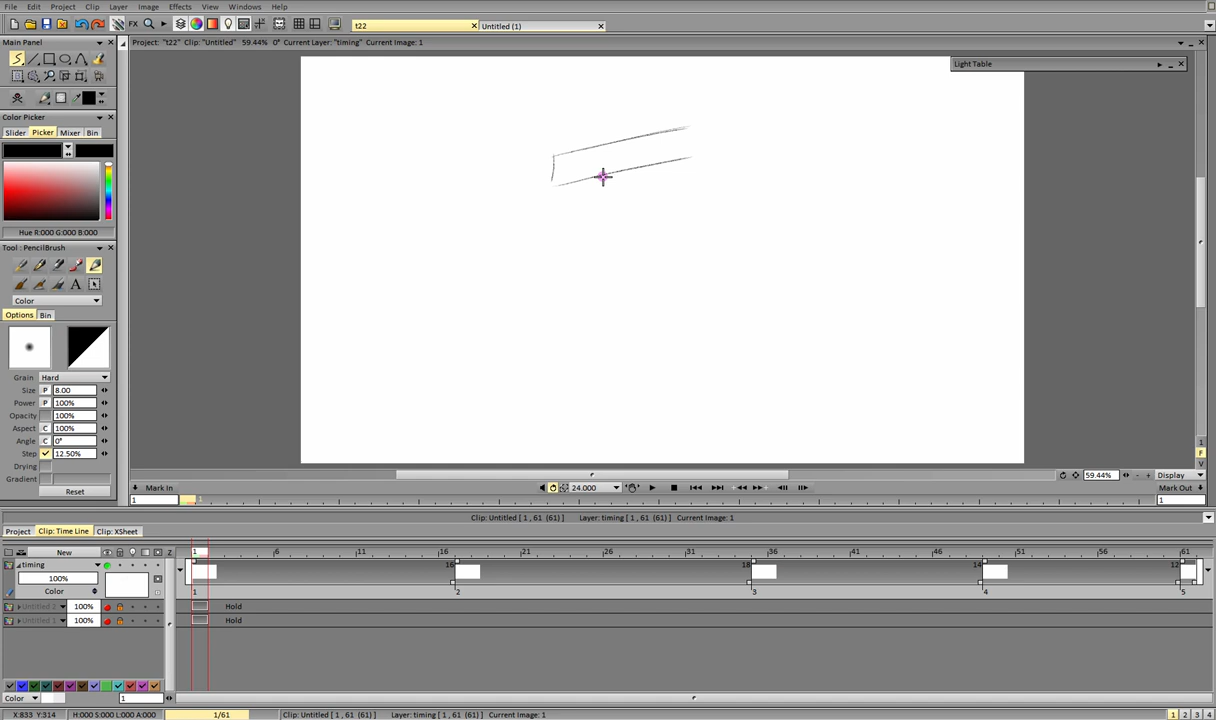 File Edit Project Clip Layer Image Effects View Windows Help
FX t22 Untitled (1)
Main Panel Project: "t22" Clip: "Untitled" 59.44% 0° Current Layer: "timing" Current Image: 1
Light Table
Color Picker
Slider Picker Mixer Bin
Hue R:000 G:000 B:000
Tool : PencilBrush
A
Color
Options Bin
Grain Hard
Size P 8.00
Power P 100%
Opacity 100%
Aspect C 100%
Angle C 0°
Step 12.50%
Drying
Gradient
Reset
1
F
V
59.44% Display
Mark In 24.000 Mark Out
1 1 1
Clip: Untitled [ 1 , 61 (61) ] Layer: timing [ 1 , 61 (61) ] Current Image: 1
Project Clip: Time Line Clip: XSheet
New Z 1 6 11 16 21 26 31 36 41 46 51 56 61
timing 16 18 14 12
100%
Color 1 2 3 4 5
Untitled 2 100% Hold
Untitled 1 100% Hold
Color 1
X:833 Y:314 H:000 S:000 L:000 A:000 1/61 Clip: Untitled [ 1 , 61 (61) ] Layer: timing [ 1 , 61 (61) ] Current Image: 1 1 2 3 4